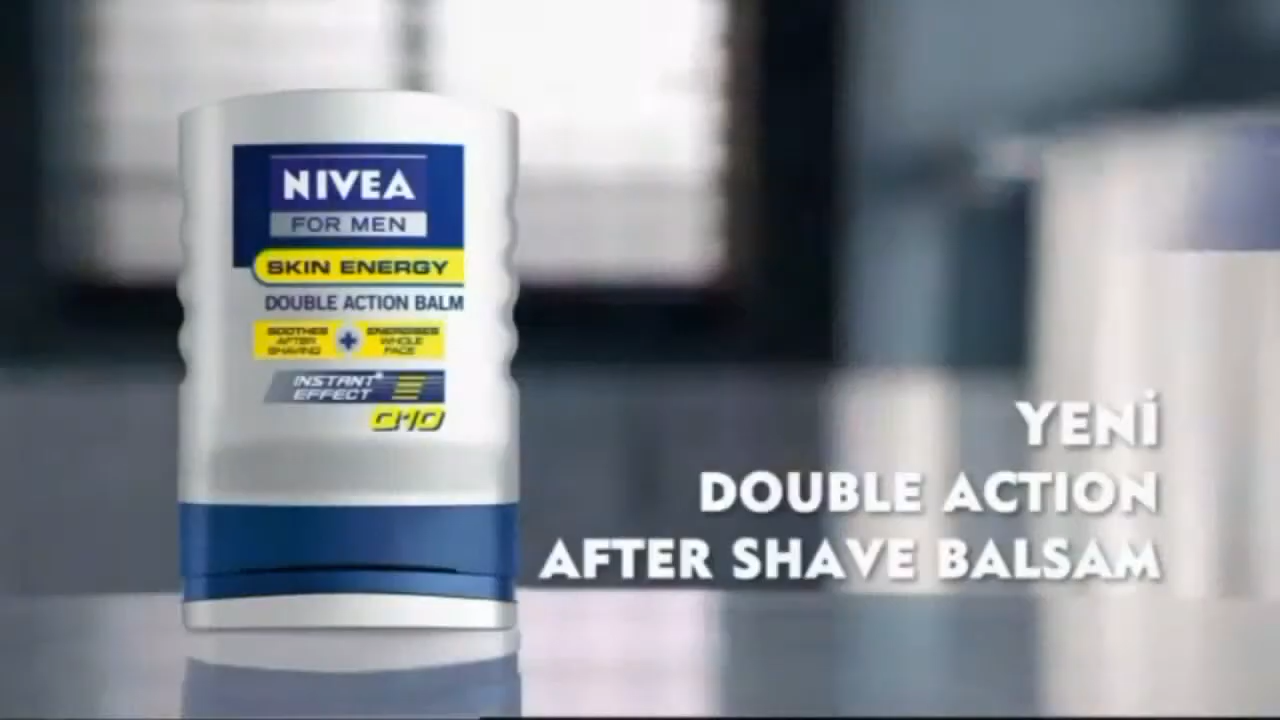 NIVEA
FOR MEN
SKIN ENERGY
DOUBLE ACTION BALM
SOOTHES AFTER SHAVING + ENERGISES WHOLE FACE
INSTANT EFFECT
Q10
YENİ
DOUBLE ACTION
AFTER SHAVE BALSAM